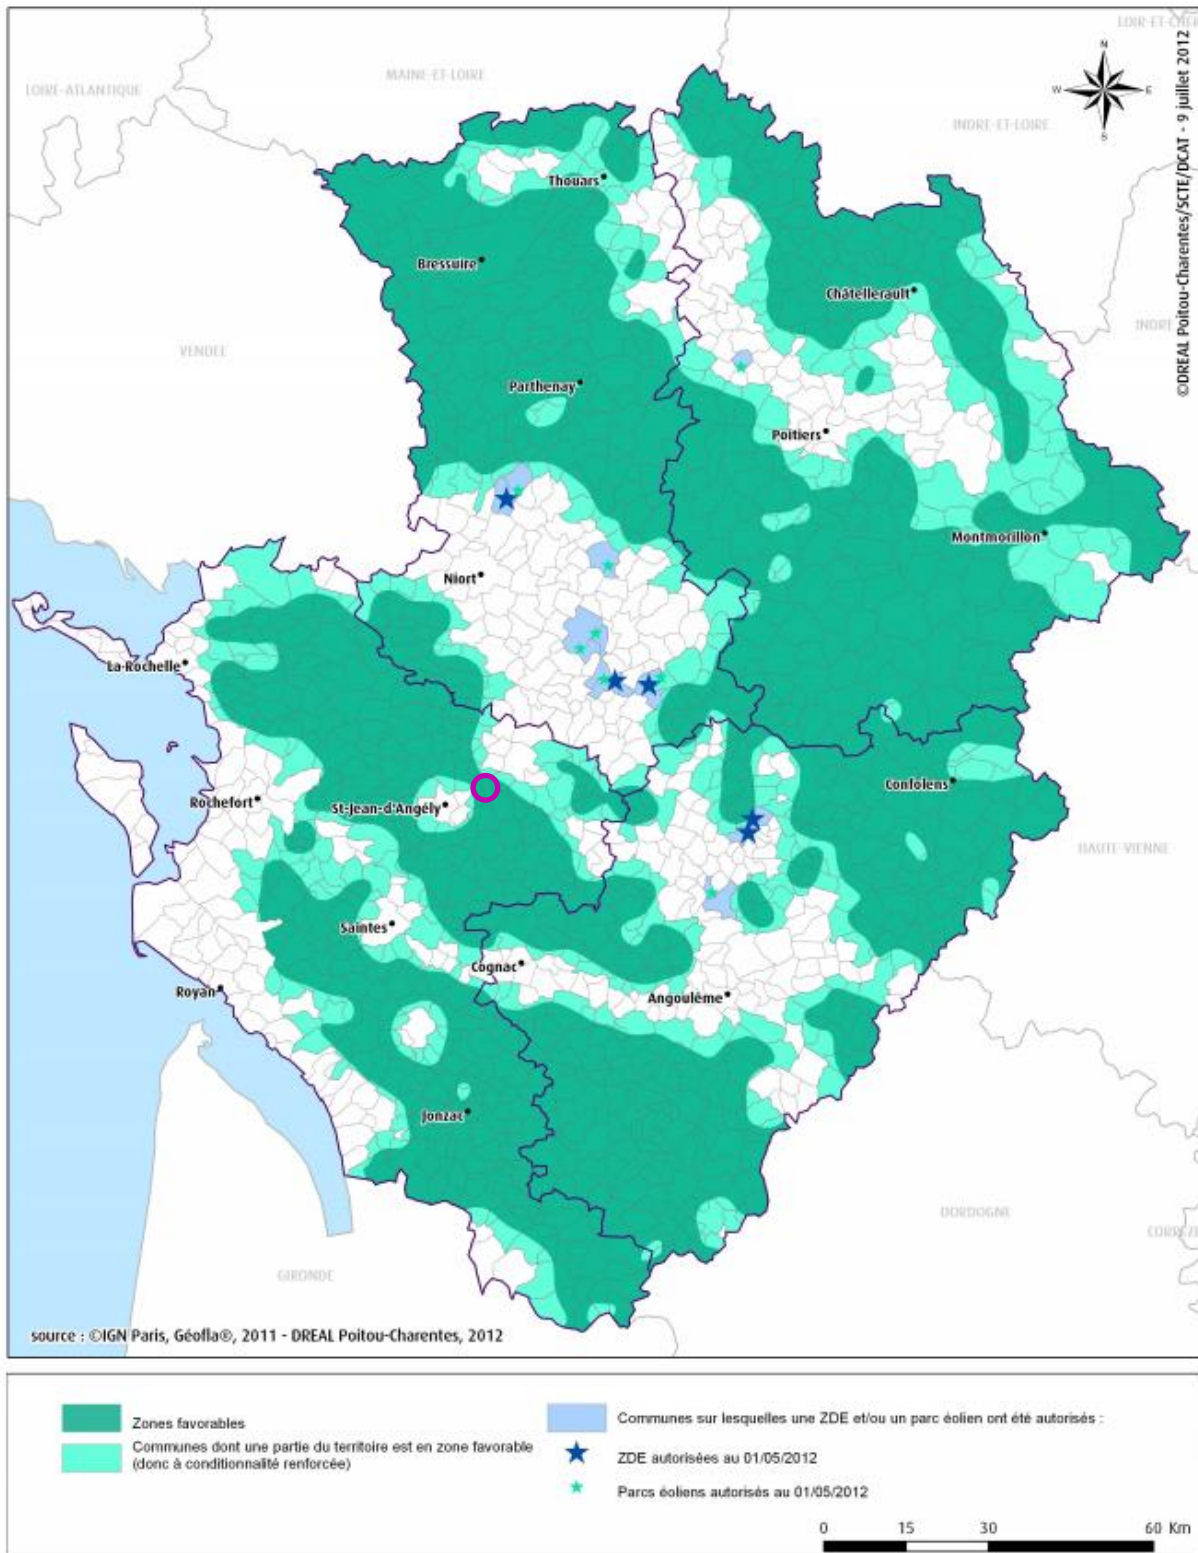 LOIR-ET-CHER
N
W
E
S
MAINE-ET-LOIRE
LOIRE-ATLANTIQUE
INDRE-ET-LOIRE
©DREAL Poitou-Charentes/SCTE/DCAT - 9 juillet 2012
Thouars
Bressuire
Châtellerault
INDRE
VENDEE
Parthenay
Poitiers
Montmorillon
Niort
La-Rochelle
Confolens
Rochefort
St-Jean-d'Angély
HAUTE-VIENNE
Saintes
Cognac
Royan
Angoulême
Jonzac
DORDOGNE
CORREZE
GIRONDE
source : ©IGN Paris, Géofla®, 2011 - DREAL Poitou-Charentes, 2012
Zones favorables
Communes dont une partie du territoire est en zone favorable
(donc à conditionnalité renforcée)
Communes sur lesquelles une ZDE et/ou un parc éolien ont été autorisés :
ZDE autorisées au 01/05/2012
Parcs éoliens autorisés au 01/05/2012
0 15 30 60 Km